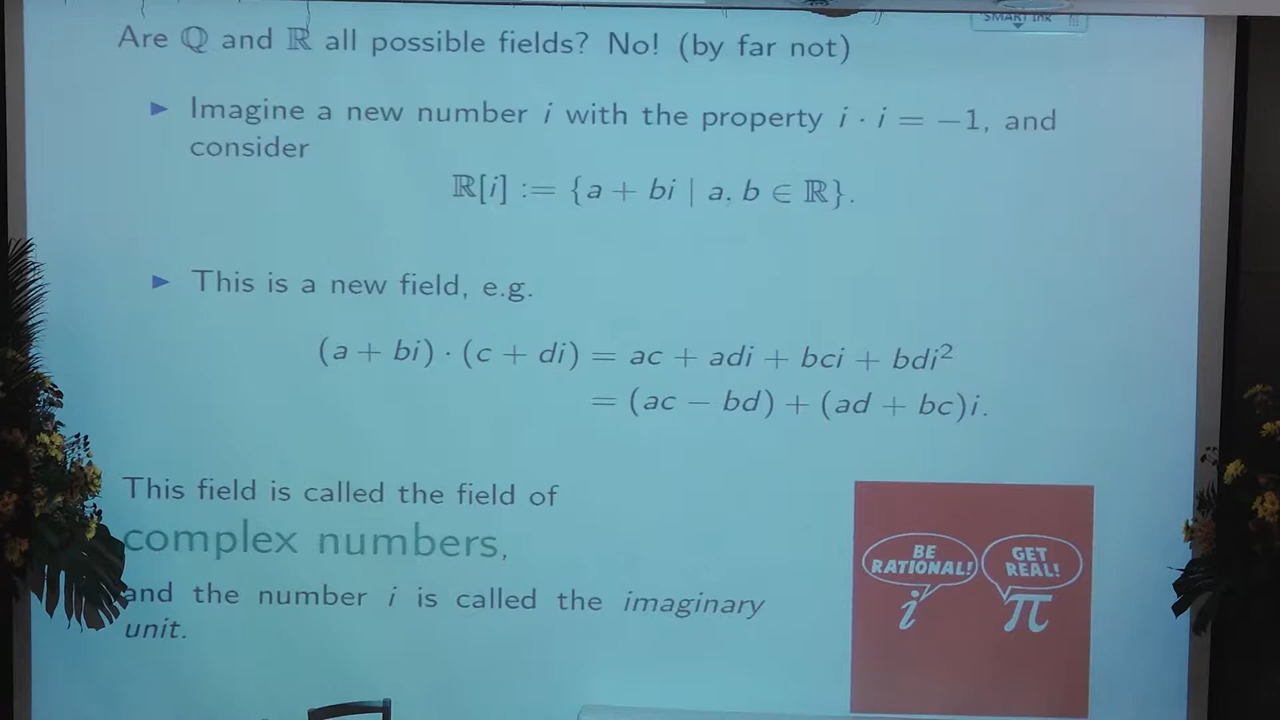 SMART Ink
Are ℚ and ℝ all possible fields? No! (by far not)
► Imagine a new number i with the property i · i = −1, and
consider
ℝ[i] := {a + bi | a, b ∈ ℝ}.
► This is a new field, e.g.
(a + bi) · (c + di) = ac + adi + bci + bdi²
= (ac − bd) + (ad + bc)i.
This field is called the field of
complex numbers,
and the number i is called the imaginary
unit.
BE
RATIONAL!
GET
REAL!
i
π